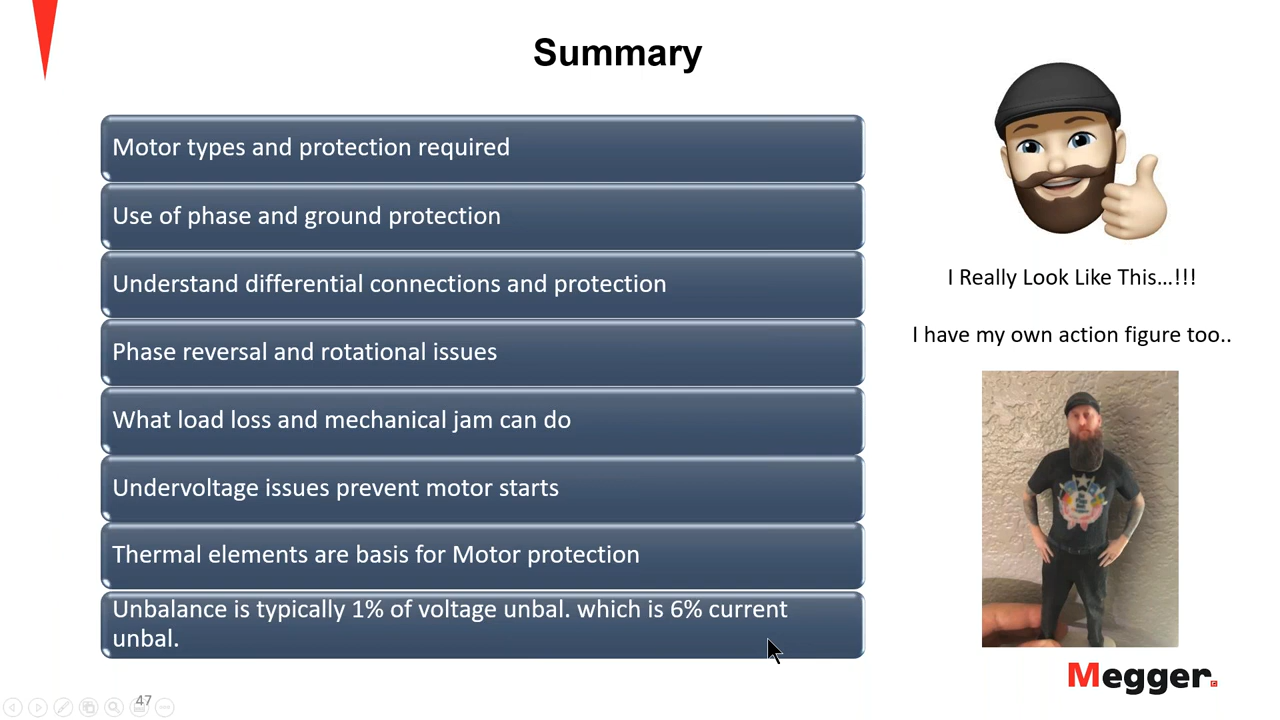 Summary
Motor types and protection required
Use of phase and ground protection
Understand differential connections and protection
Phase reversal and rotational issues
What load loss and mechanical jam can do
Undervoltage issues prevent motor starts
Thermal elements are basis for Motor protection
Unbalance is typically 1% of voltage unbal. which is 6% current
unbal.
I Really Look Like This…!!!
I have my own action figure too..
Megger.
47